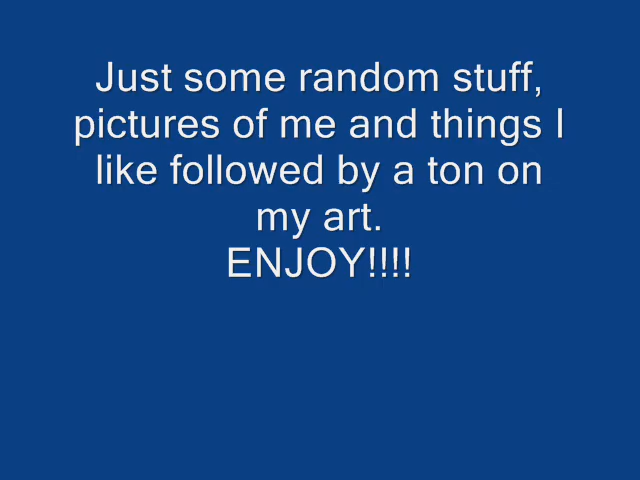 Just some random stuff,
pictures of me and things I
like followed by a ton on
my art.
ENJOY!!!!